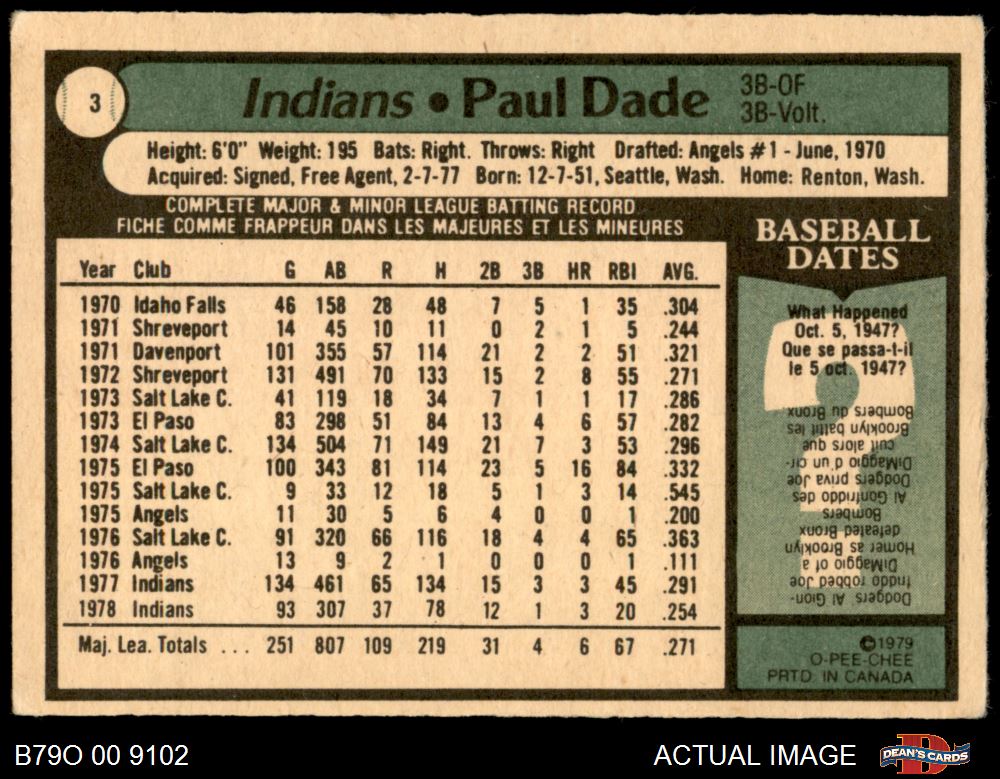 3
Indians • Paul Dade 3B-OF
3B-Volt.
Height: 6'0" Weight: 195 Bats: Right. Throws: Right Drafted: Angels #1 - June, 1970
Acquired: Signed, Free Agent, 2-7-77 Born: 12-7-51, Seattle, Wash. Home: Renton, Wash.
COMPLETE MAJOR & MINOR LEAGUE BATTING RECORD
FICHE COMME FRAPPEUR DANS LES MAJEURES ET LES MINEURES
Year Club G AB R H 2B 3B HR RBI AVG.
1970 Idaho Falls 46 158 28 48 7 5 1 35 .304
1971 Shreveport 14 45 10 11 0 2 1 5 .244
1971 Davenport 101 355 57 114 21 2 2 51 .321
1972 Shreveport 131 491 70 133 15 2 8 55 .271
1973 Salt Lake C. 41 119 18 34 7 1 1 17 .286
1973 El Paso 83 298 51 84 13 4 6 57 .282
1974 Salt Lake C. 134 504 71 149 21 7 3 53 .296
1975 El Paso 100 343 81 114 23 5 16 84 .332
1975 Salt Lake C. 9 33 12 18 5 1 3 14 .545
1975 Angels 11 30 5 6 4 0 0 1 .200
1976 Salt Lake C. 91 320 66 116 18 4 4 65 .363
1976 Angels 13 9 2 1 0 0 0 1 .111
1977 Indians 134 461 65 134 15 3 3 45 .291
1978 Indians 93 307 37 78 12 1 3 20 .254
Maj. Lea. Totals ... 251 807 109 219 31 4 6 67 .271
BASEBALL
DATES
What Happened
Oct. 5, 1947?
Que se passa-t-il
le 5 oct. 1947?
Dodgers' Al Gion-
friddo robbed Joe
DiMaggio of a
Homer as Brooklyn
defeated Bronx
Bombers
Al Gionfriddo des
Dodgers priva Joe
DiMaggio d'un cir-
cuit alors que
Brooklyn battit les
Bombers du Bronx
©1979
O-PEE-CHEE
PRTD. IN CANADA
B79O 00 9102
ACTUAL IMAGE
DEAN'S CARDS